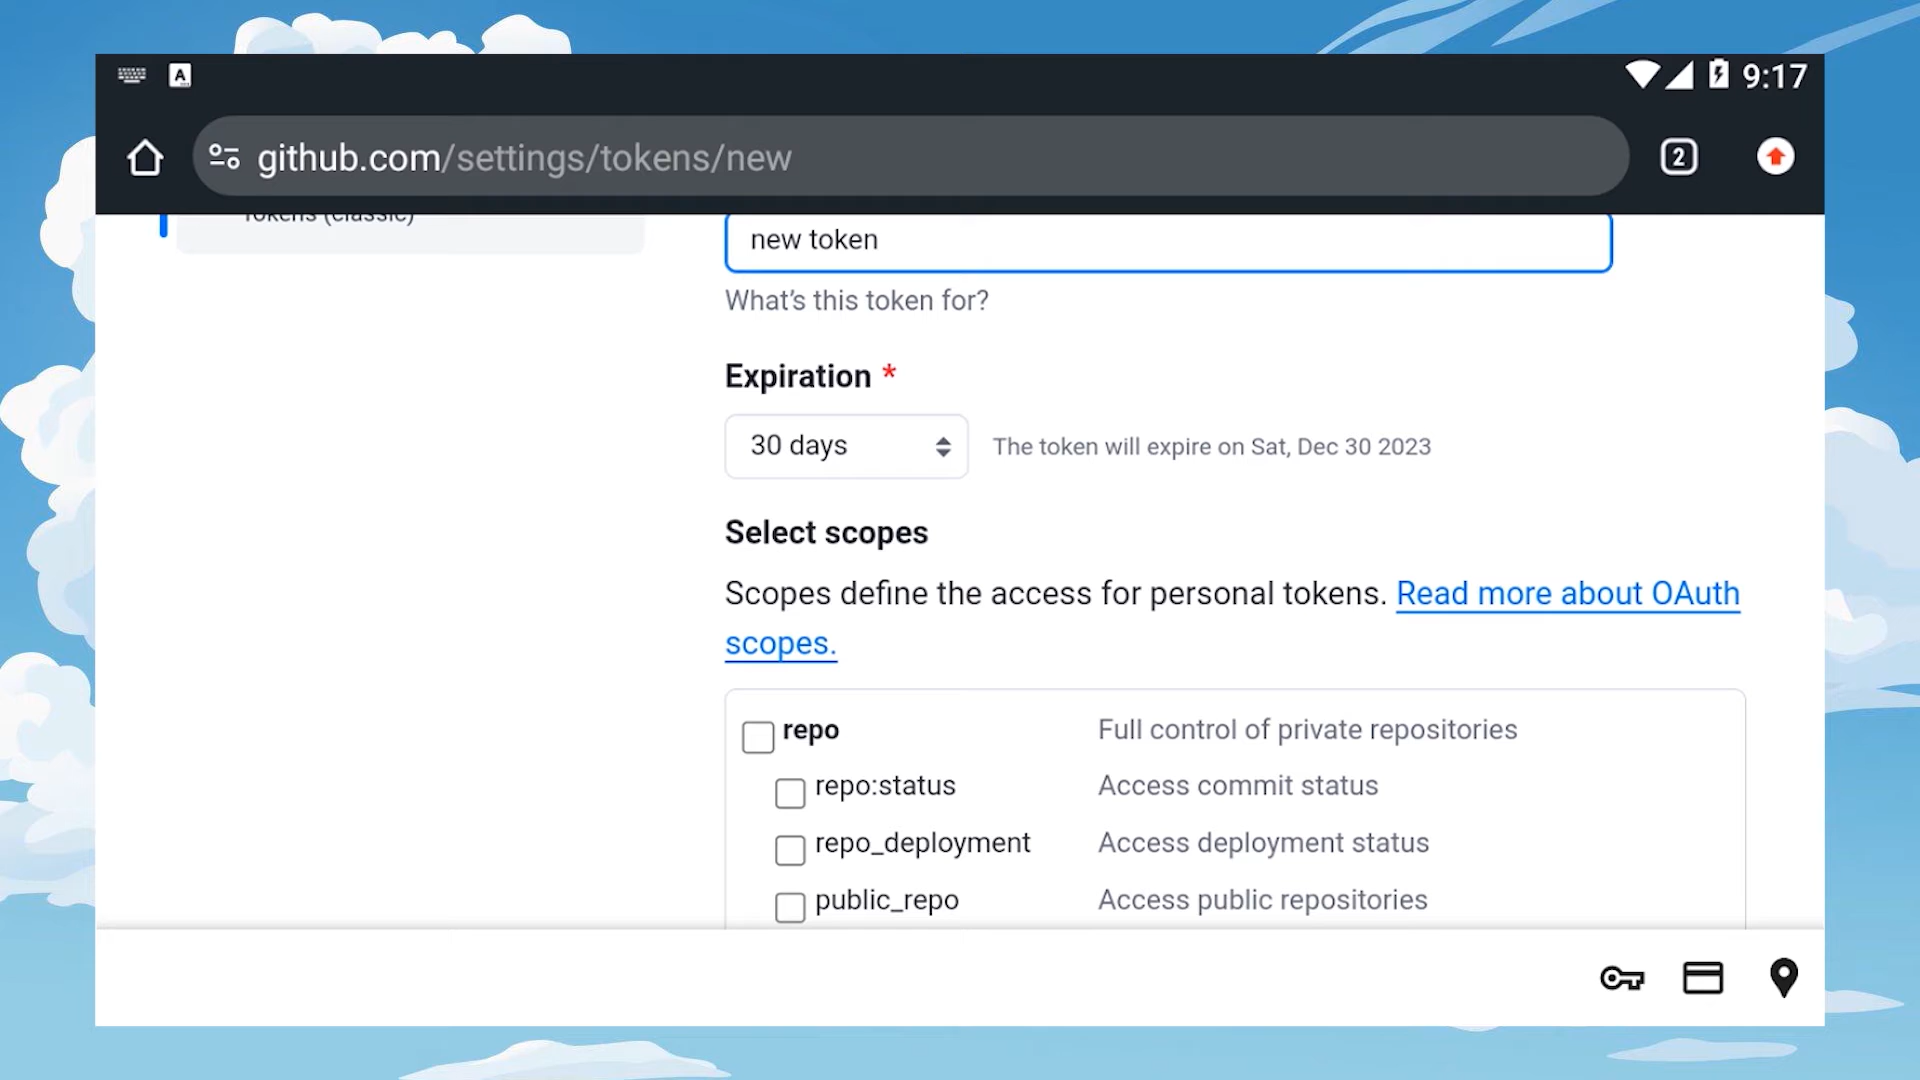 A
9:17
github.com/settings/tokens/new
2
Tokens (classic)
new token
What's this token for?
Expiration *
30 days
The token will expire on Sat, Dec 30 2023
Select scopes
Scopes define the access for personal tokens. Read more about OAuth
scopes.
repo Full control of private repositories
repo:status Access commit status
repo_deployment Access deployment status
public_repo Access public repositories